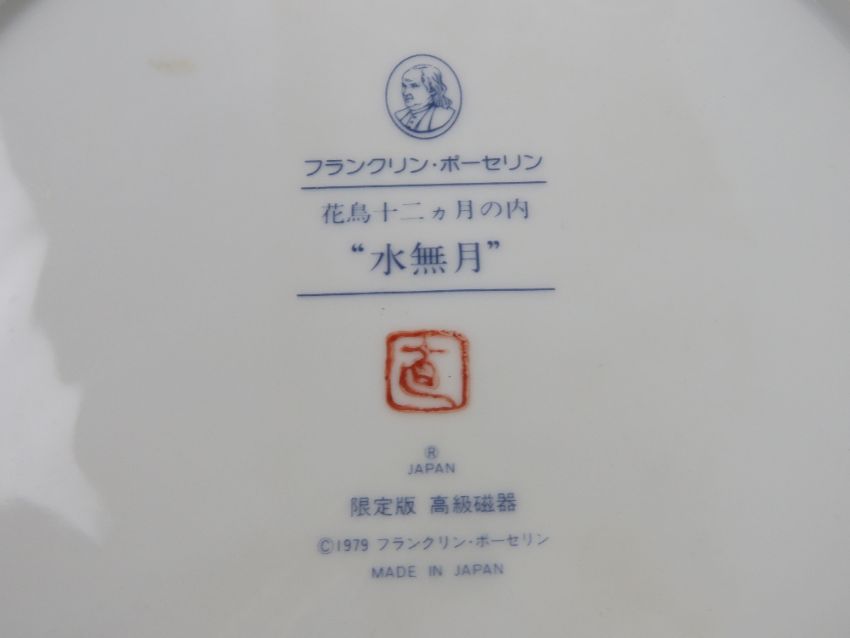 フランクリン・ポーセリン
花鳥十二ヵ月の内
“水無月”
直
®
JAPAN
限定版 高級磁器
©1979 フランクリン・ポーセリン
MADE IN JAPAN